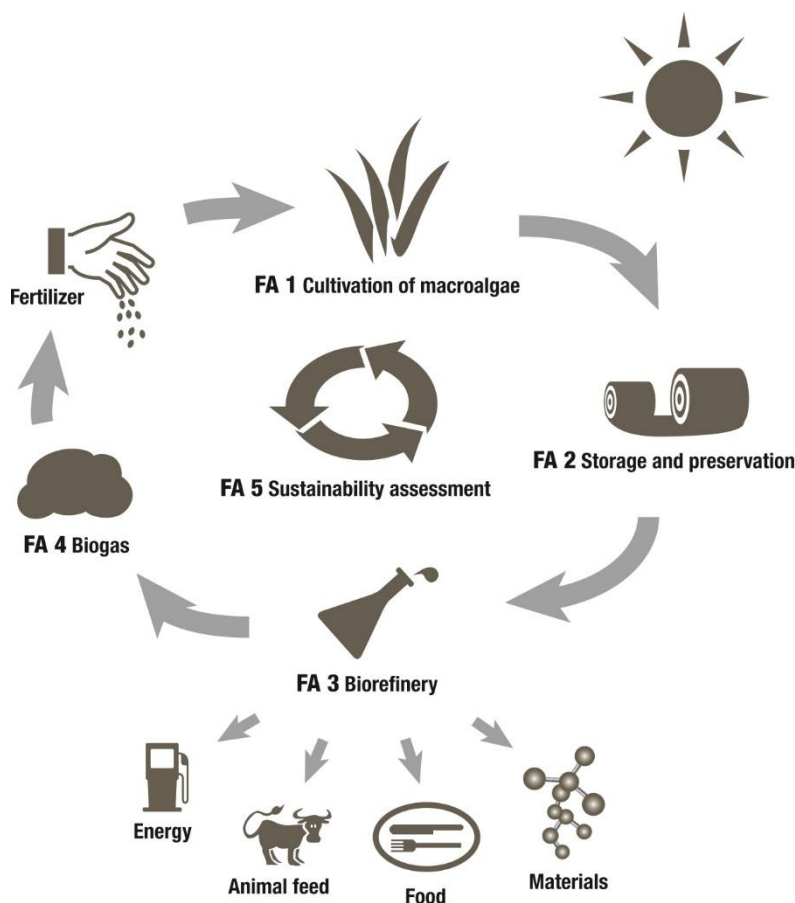 FA 1 Cultivation of macroalgae
Fertilizer
FA 2 Storage and preservation
FA 5 Sustainability assessment
FA 4 Biogas
FA 3 Biorefinery
Energy
Animal feed
Food
Materials